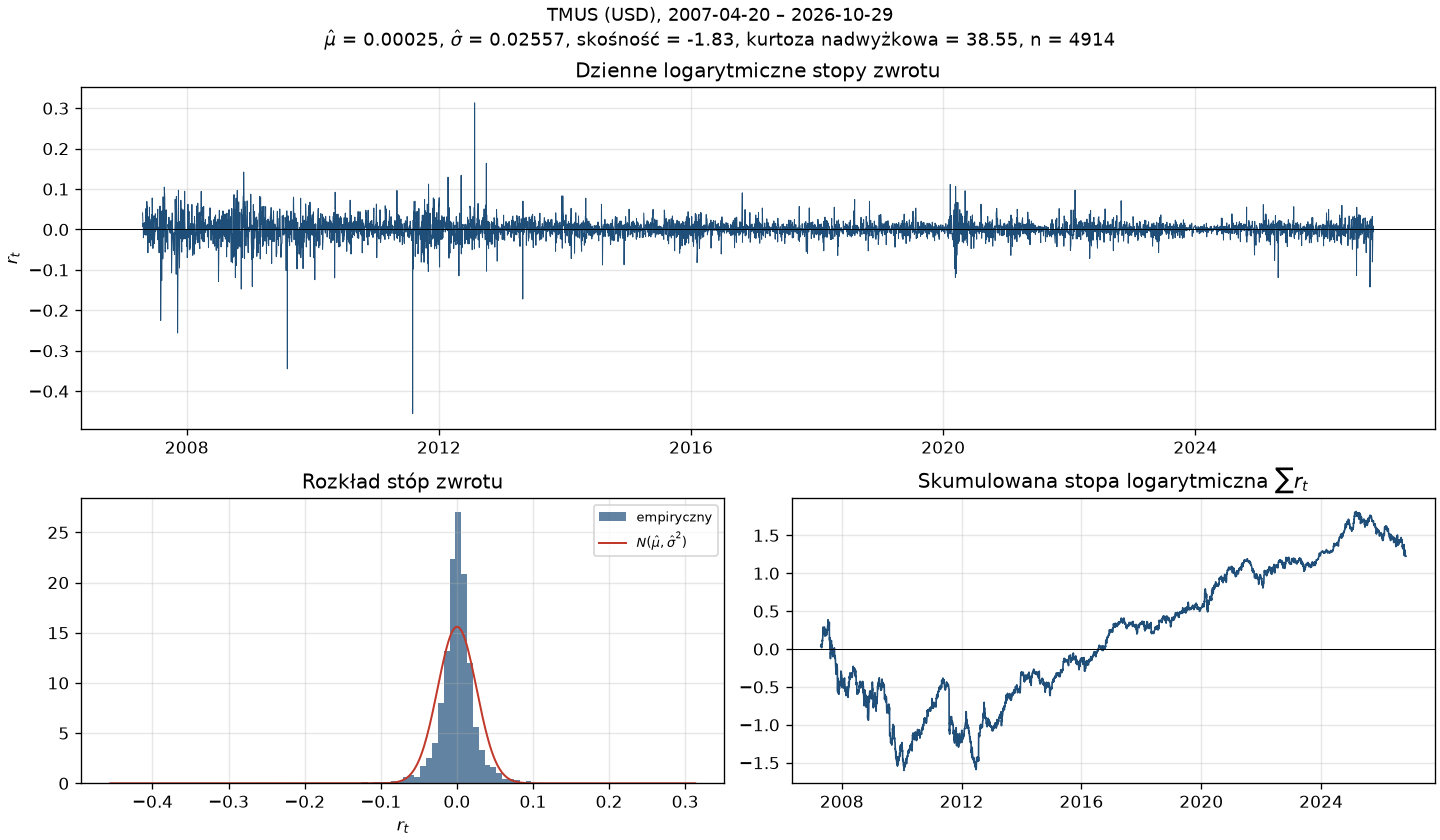 TMUS (USD), 2007-04-20 – 2026-10-29
μ̂ = 0.00025, σ̂ = 0.02557, skośność = -1.83, kurtoza nadwyżkowa = 38.55, n = 4914
Dzienne logarytmiczne stopy zwrotu
0.3
0.2
0.1
0.0
−0.1
−0.2
−0.3
−0.4
r_t
2008 2012 2016 2020 2024
Rozkład stóp zwrotu
25
20
15
10
5
0
empiryczny
N(μ̂, σ̂²)
−0.4 −0.3 −0.2 −0.1 0.0 0.1 0.2 0.3
r_t
Skumulowana stopa logarytmiczna ∑r_t
1.5
1.0
0.5
0.0
−0.5
−1.0
−1.5
2008 2012 2016 2020 2024